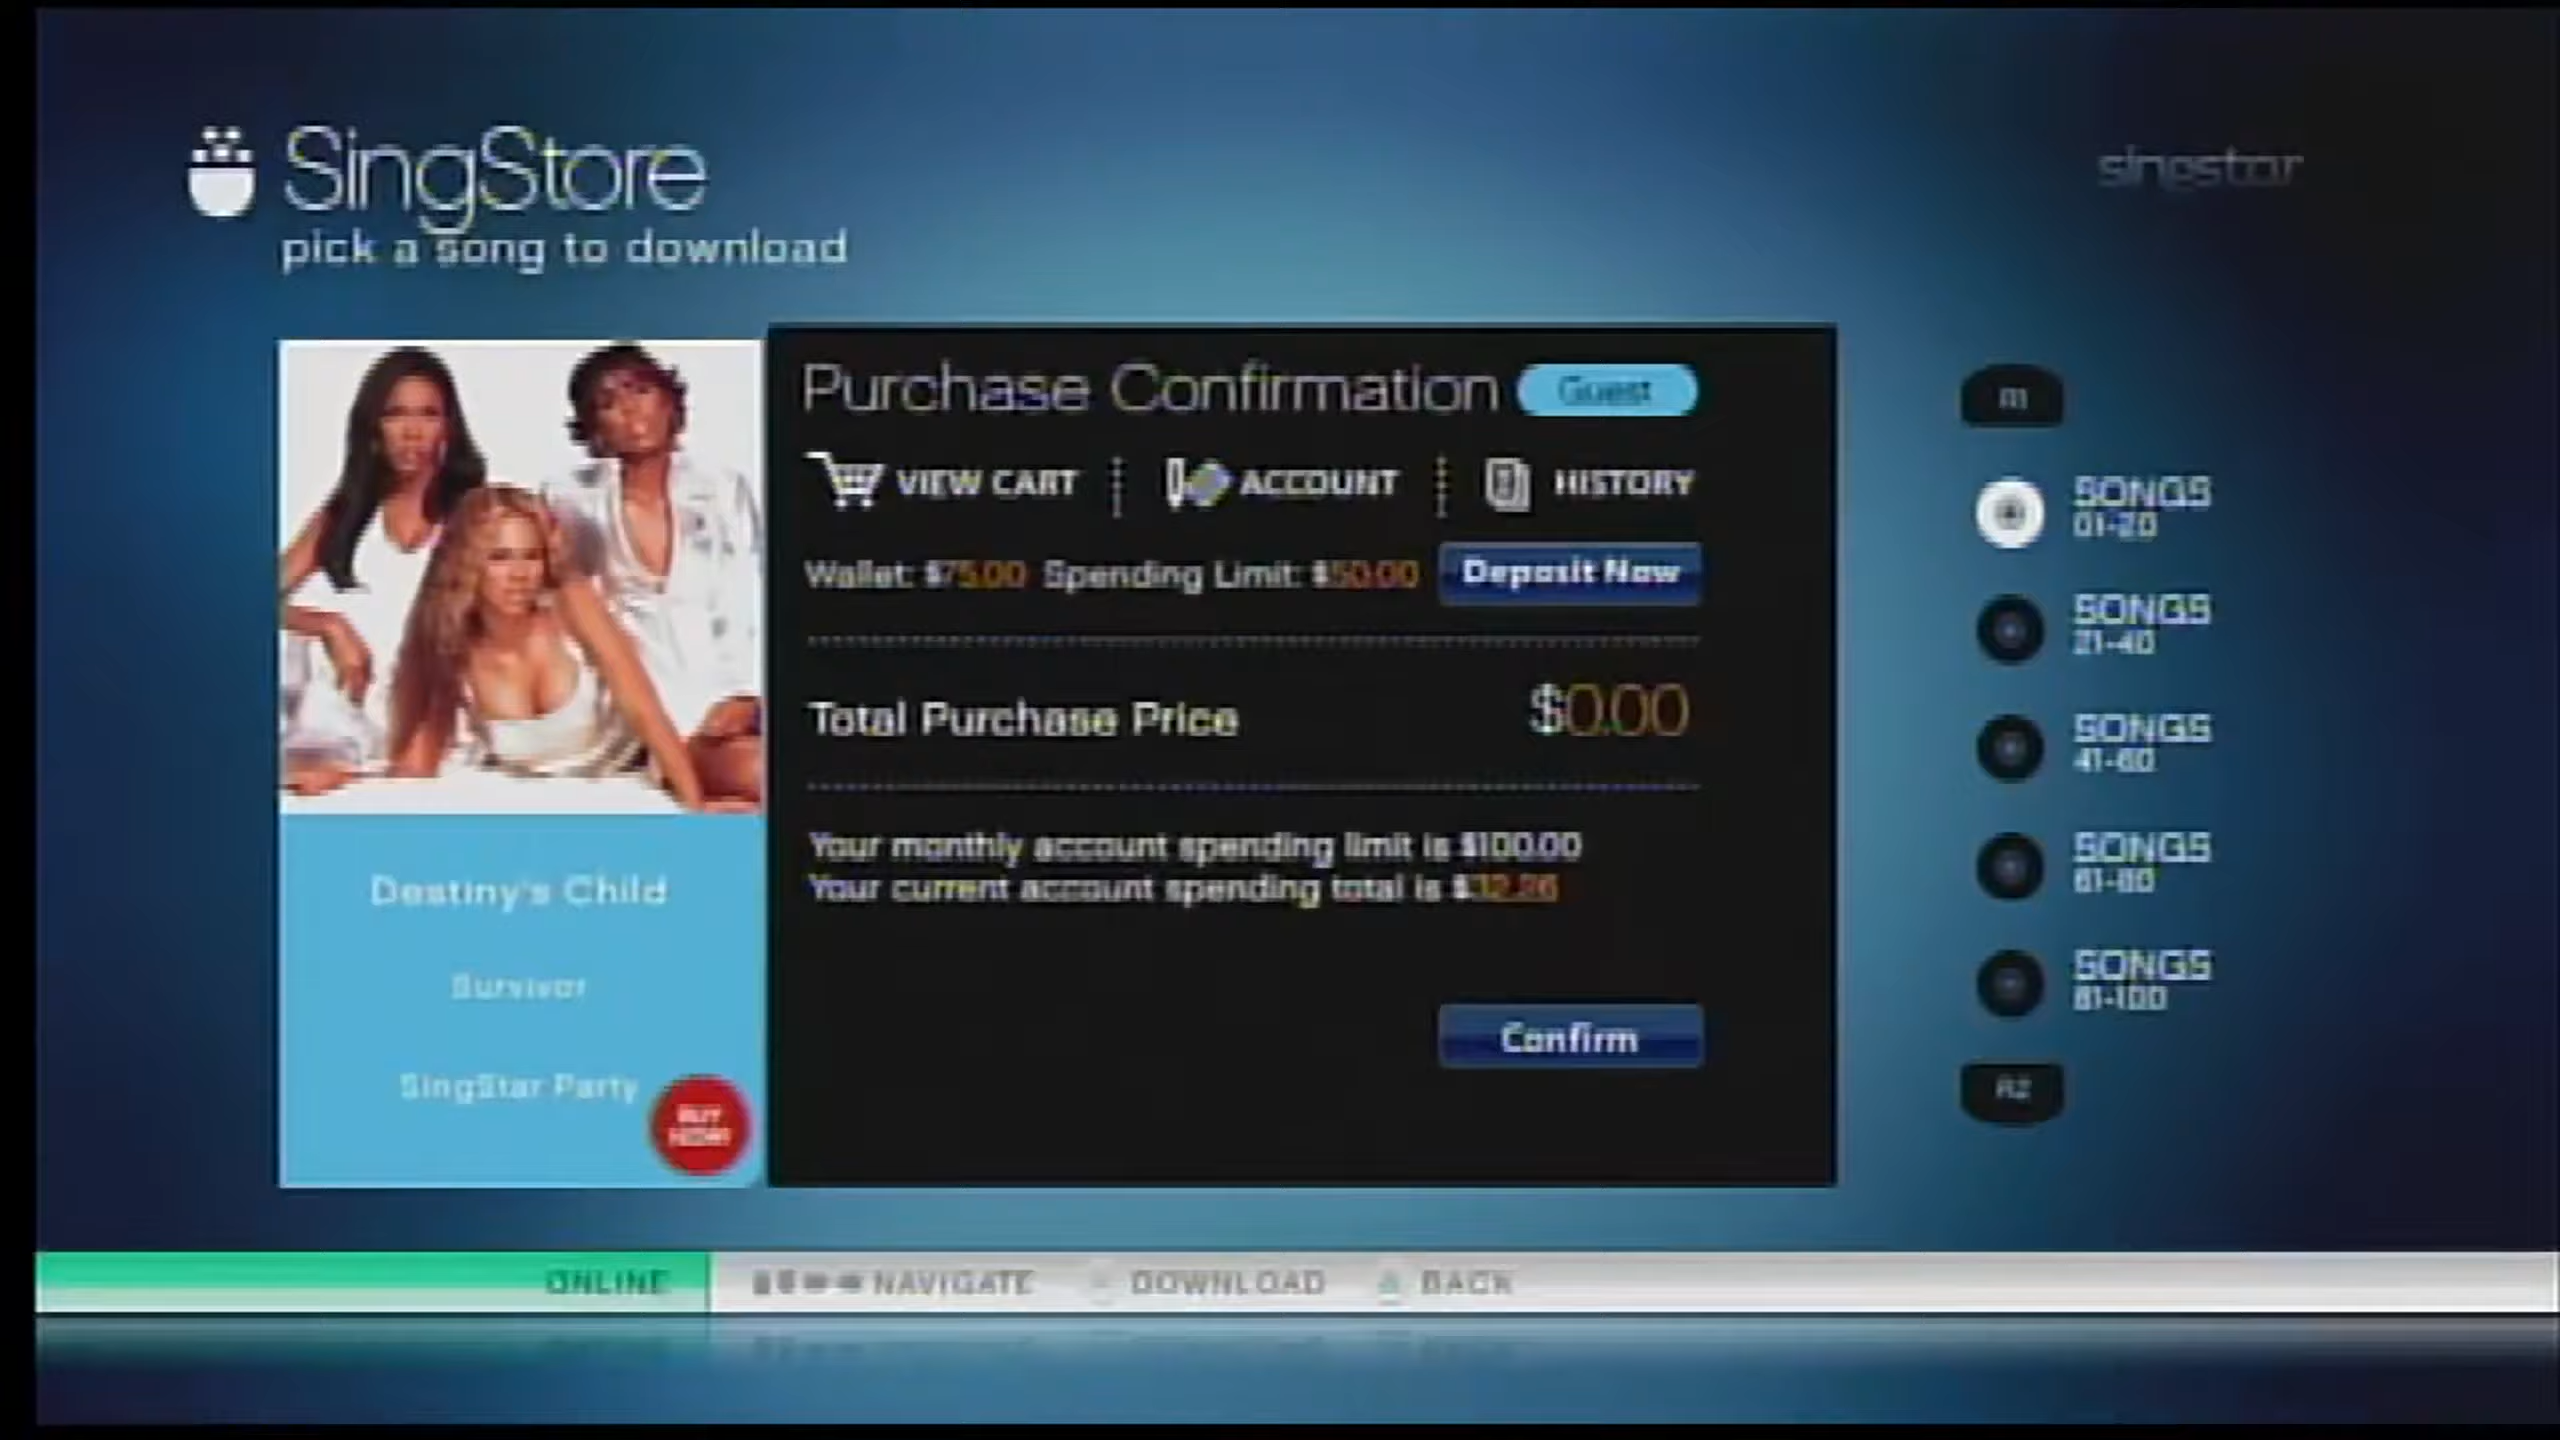 SingStore
pick a song to download
singstar
Purchase Confirmation Guest
VIEW CART ACCOUNT HISTORY
Wallet: $75.00 Spending Limit: $50.00 Deposit Now
Total Purchase Price $0.00
Your monthly account spending limit is $100.00
Your current account spending total is
Confirm
Destiny's Child
Survivor
SingStar Party
BUY NOW!
SONGS
01-20
SONGS
21-40
SONGS
41-60
SONGS
61-80
SONGS
81-100
R2
ONLINE NAVIGATE DOWNLOAD BACK